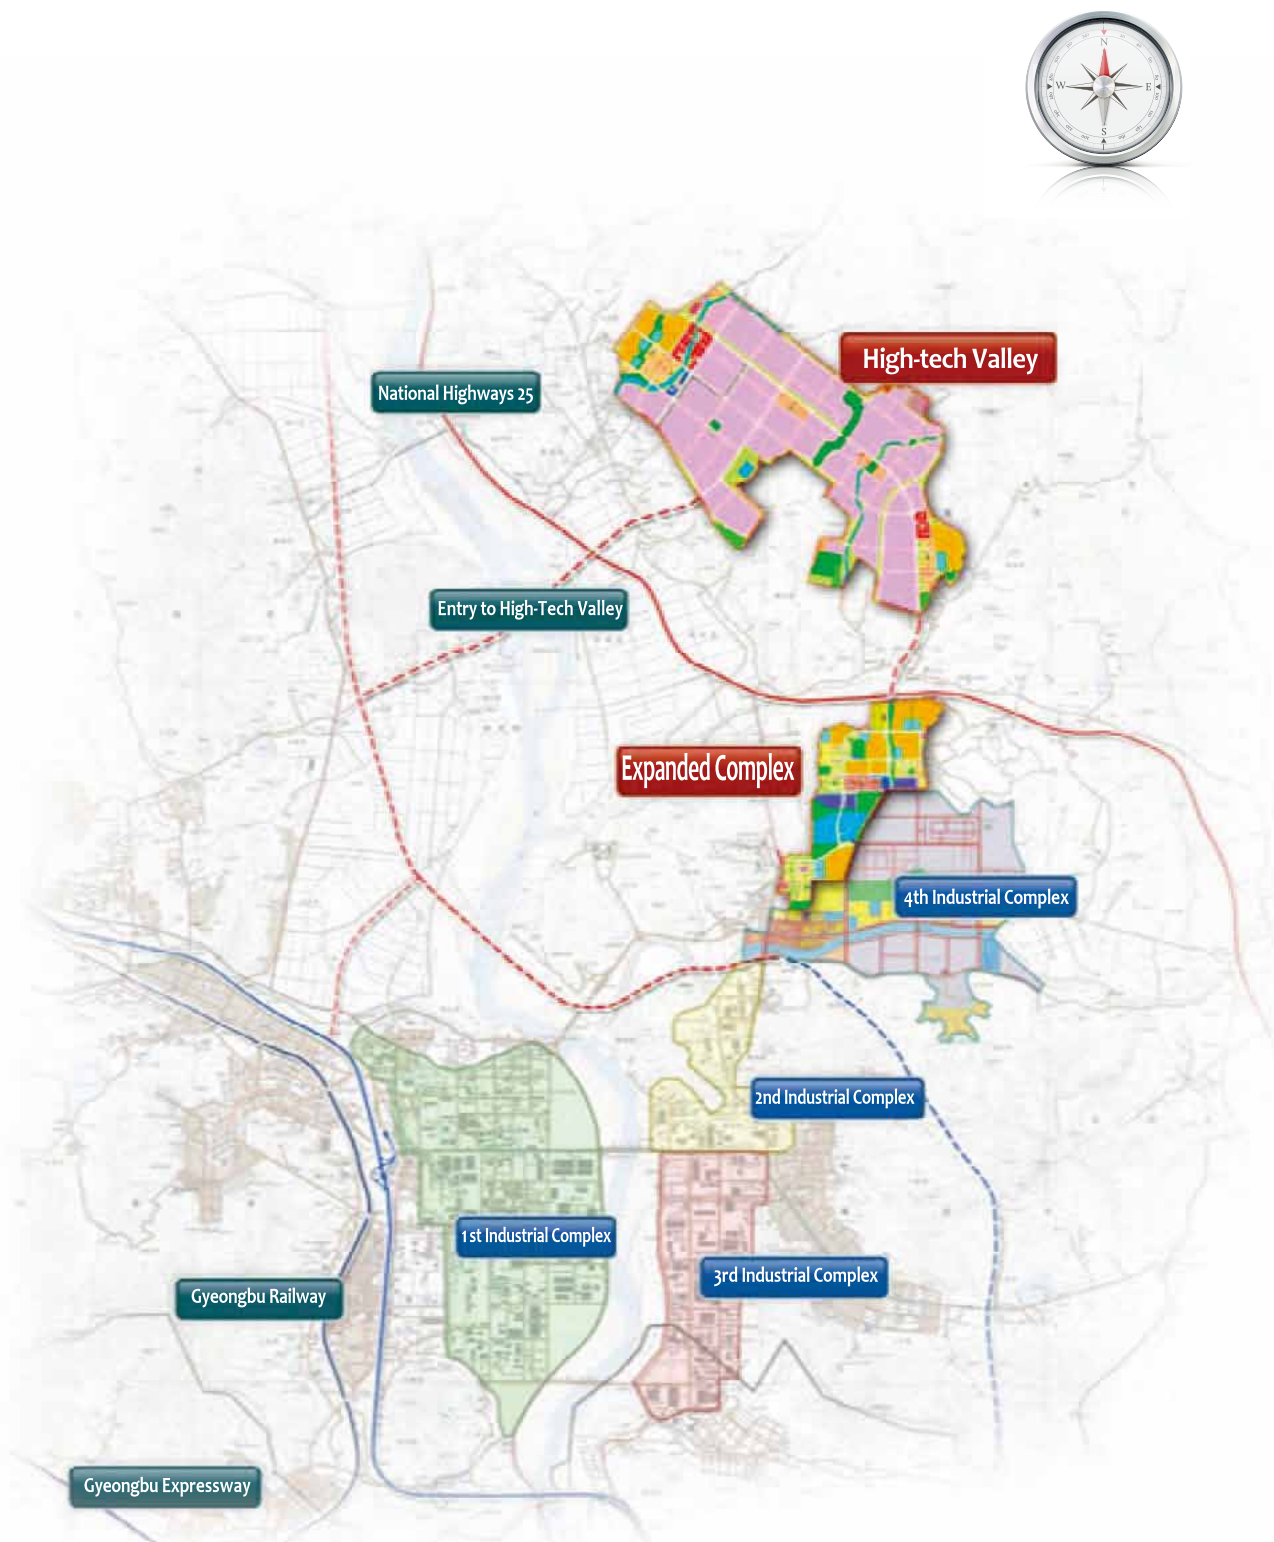 N
W
E
S
High-tech Valley
National Highways 25
Entry to High-Tech Valley
Expanded Complex
4th Industrial Complex
2nd Industrial Complex
1st Industrial Complex
3rd Industrial Complex
Gyeongbu Railway
Gyeongbu Expressway